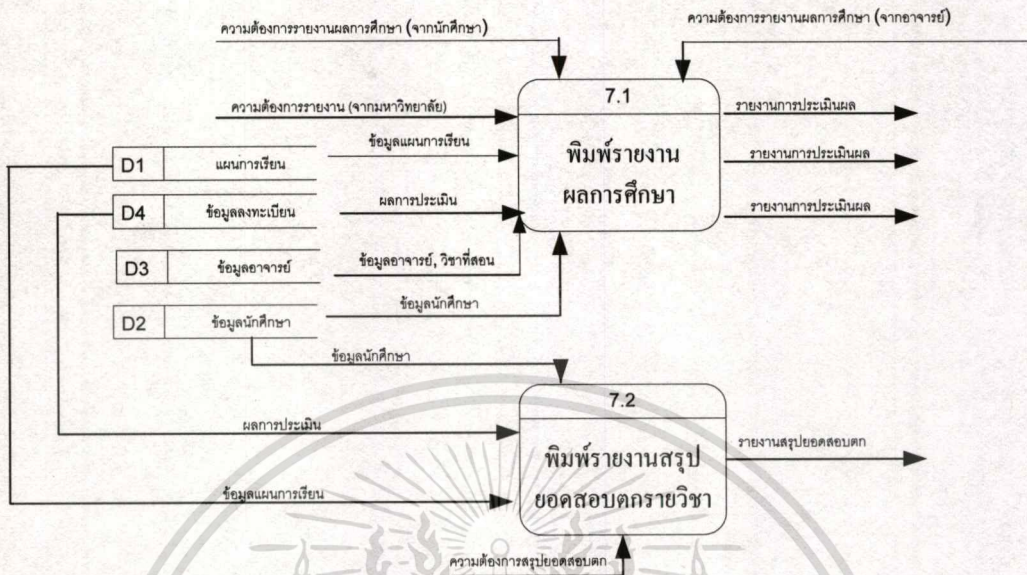 ความต้องการรายงานผลการศึกษา (จากนักศึกษา)
ความต้องการรายงานผลการศึกษา (จากอาจารย์)
7.1
ความต้องการรายงาน (จากมหาวิทยาลัย)
รายงานการประเมินผล
ข้อมูลแผนการเรียน
พิมพ์รายงาน
รายงานการประเมินผล
D1 แผนการเรียน
ผลการศึกษา
ผลการประเมิน
รายงานการประเมินผล
D4 ข้อมูลลงทะเบียน
ข้อมูลอาจารย์, วิชาที่สอน
D3 ข้อมูลอาจารย์
ข้อมูลนักศึกษา
D2 ข้อมูลนักศึกษา
ข้อมูลนักศึกษา
7.2
ผลการประเมิน
พิมพ์รายงานสรุป
รายงานสรุปยอดสอบตก
ข้อมูลแผนการเรียน
ยอดสอบตกรายวิชา
ความต้องการสรุปยอดสอบตก